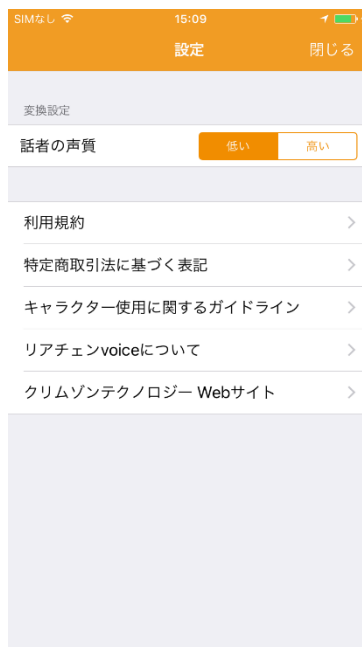 SIMなし 15:09
設定 閉じる
変換設定
話者の声質 低い 高い
利用規約
特定商取引法に基づく表記
キャラクター使用に関するガイドライン
リアチェンvoiceについて
クリムゾンテクノロジー Webサイト